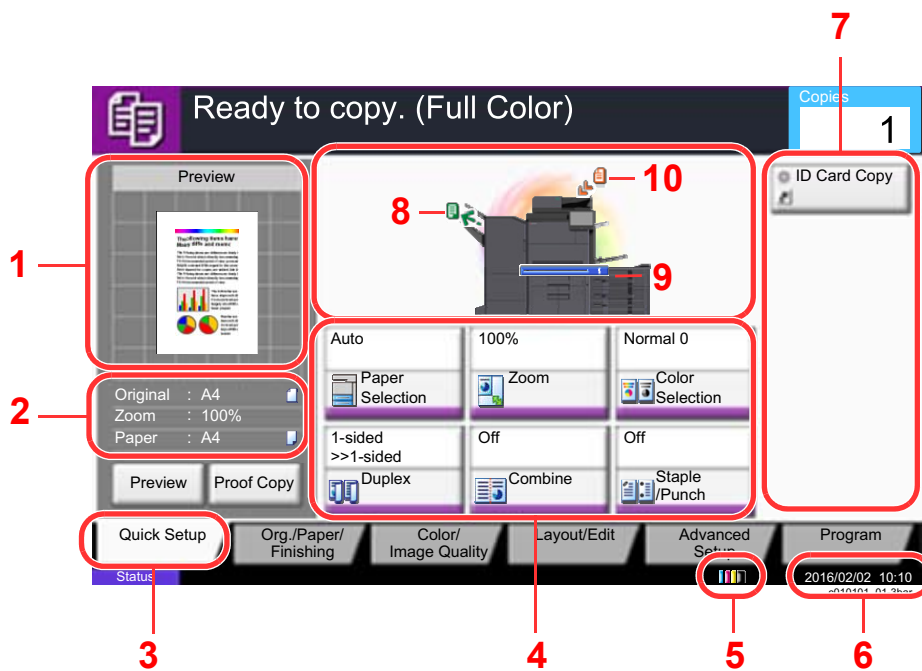 7
Ready to copy. (Full Color)
Copies
1
Preview
ID Card Copy
10
8
1
9
Auto
100%
Normal 0
Paper
Selection
Zoom
Color
Selection
Original : A4
2
Zoom : 100%
Paper : A4
1-sided
>>1-sided
Off
Off
Duplex
Combine
Staple
/Punch
Preview
Proof Copy
Quick Setup
Org./Paper/
Finishing
Color/
Image Quality
Layout/Edit
Advanced
Setup
Program
Status
2016/02/02 10:10
3
4
5
6